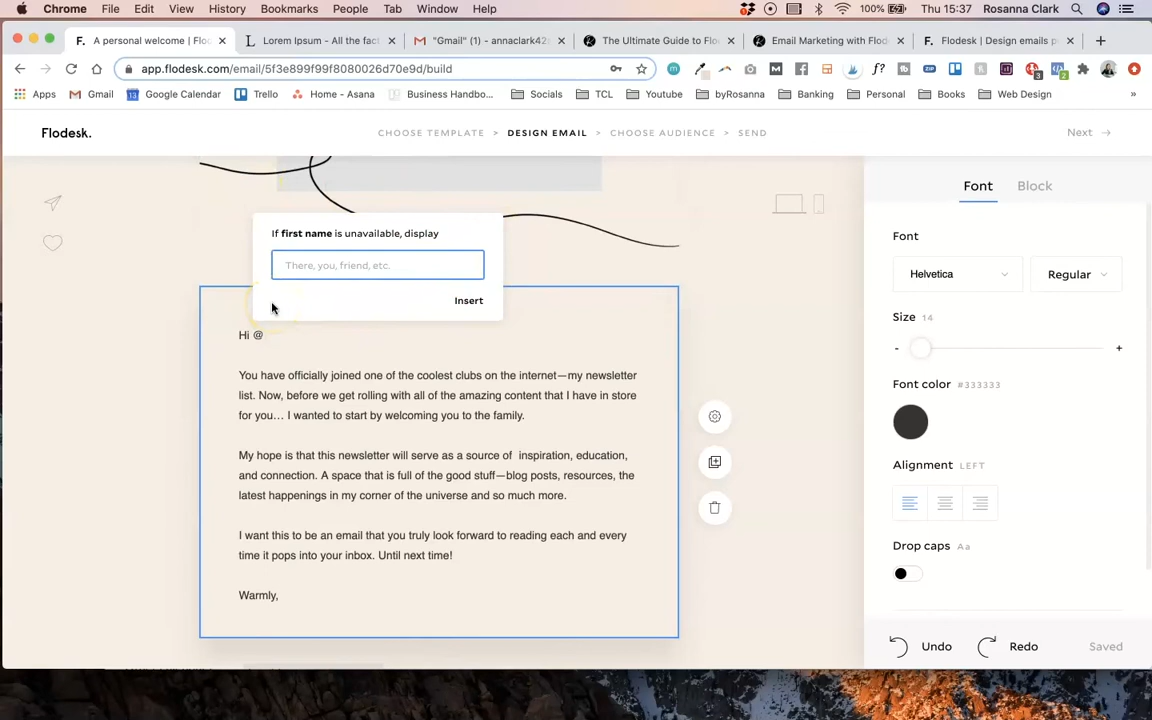 Chrome File Edit View History Bookmarks People Tab Window Help 100% Thu 15:37 Rosanna Clark
A personal welcome | Floc L Lorem Ipsum - All the fact "Gmail" (1) - annaclark42 The Ultimate Guide to Flo Email Marketing with Flod F. Flodesk | Design emails p
app.flodesk.com/email/5f3e899f99f8080026d70e9d/build
Apps Gmail Google Calendar Trello Home - Asana Business Handbo... Socials TCL Youtube byRosanna Banking Personal Books Web Design »
Flodesk. CHOOSE TEMPLATE > DESIGN EMAIL > CHOOSE AUDIENCE > SEND Next →
Font Block
If first name is unavailable, display
There, you, friend, etc.
Insert
Hi @
You have officially joined one of the coolest clubs on the internet—my newsletter
list. Now, before we get rolling with all of the amazing content that I have in store
for you... I wanted to start by welcoming you to the family.
My hope is that this newsletter will serve as a source of inspiration, education,
and connection. A space that is full of the good stuff—blog posts, resources, the
latest happenings in my corner of the universe and so much more.
I want this to be an email that you truly look forward to reading each and every
time it pops into your inbox. Until next time!
Warmly,
Font
Helvetica Regular
Size 14
- +
Font color #333333
Alignment LEFT
Drop caps Aa
Undo Redo Saved